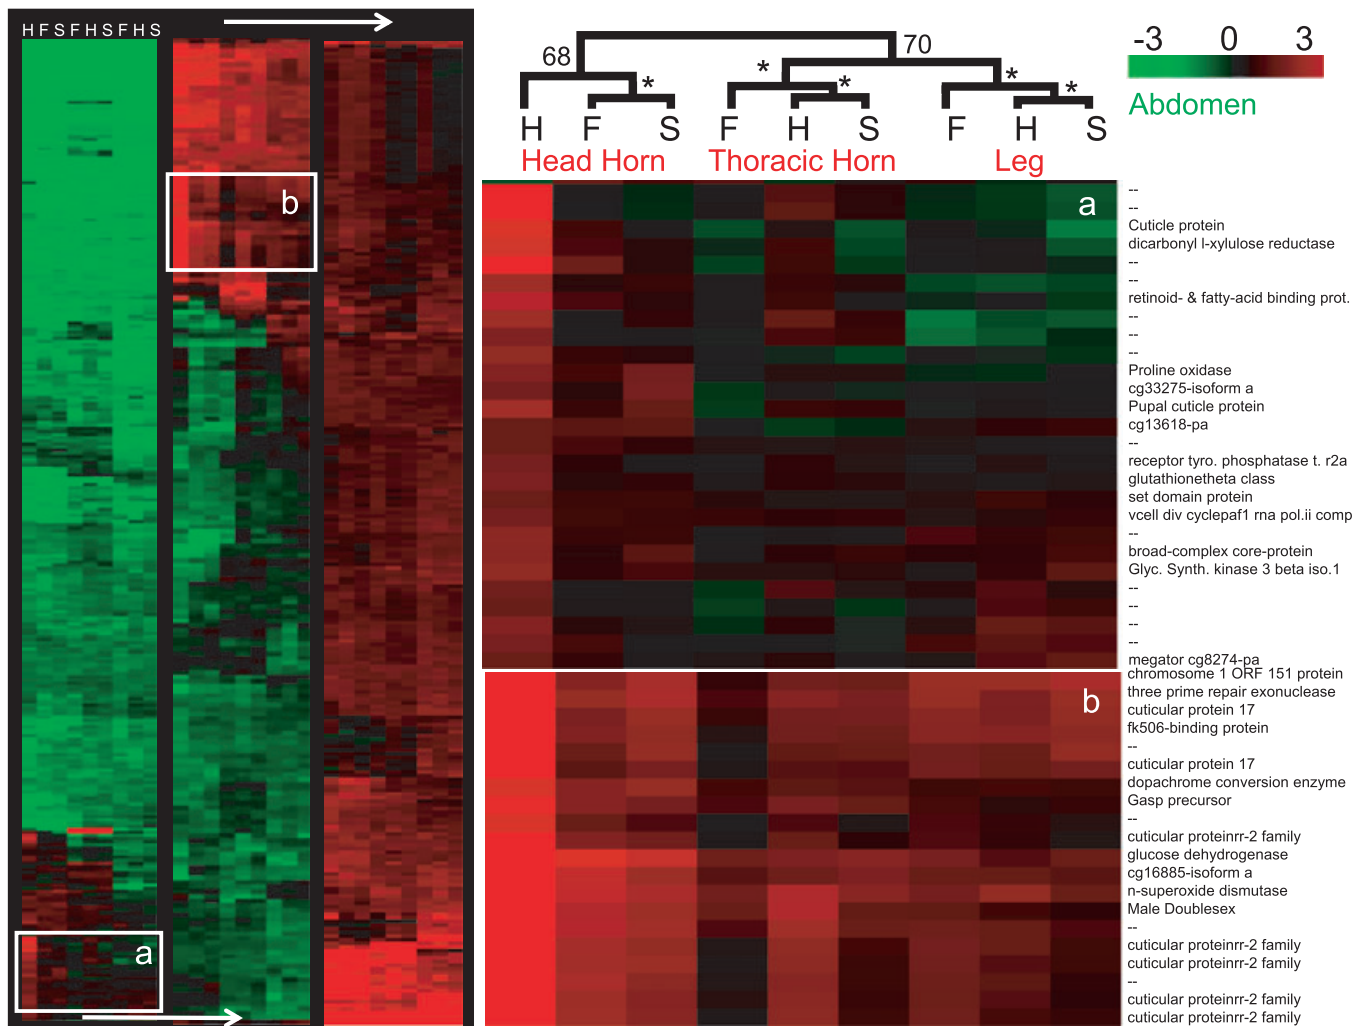 H F S F H S F H S
b
a
68
70
*
*
*
*
*
H F S F H S F H S
Head Horn Thoracic Horn Leg
-3 0 3
Abdomen
a
--
--
Cuticle protein
dicarbonyl l-xylulose reductase
--
--
retinoid- & fatty-acid binding prot.
--
--
--
Proline oxidase
cg33275-isoform a
Pupal cuticle protein
cg13618-pa
--
receptor tyro. phosphatase t. r2a
glutathionetheta class
set domain protein
vcell div cyclepaf1 rna pol.ii comp
--
broad-complex core-protein
Glyc. Synth. kinase 3 beta iso.1
--
--
--
--
megator cg8274-pa
b
chromosome 1 ORF 151 protein
three prime repair exonuclease
cuticular protein 17
fk506-binding protein
--
cuticular protein 17
dopachrome conversion enzyme
Gasp precursor
--
cuticular proteinrr-2 family
glucose dehydrogenase
cg16885-isoform a
n-superoxide dismutase
Male Doublesex
--
cuticular proteinrr-2 family
cuticular proteinrr-2 family
--
cuticular proteinrr-2 family
cuticular proteinrr-2 family